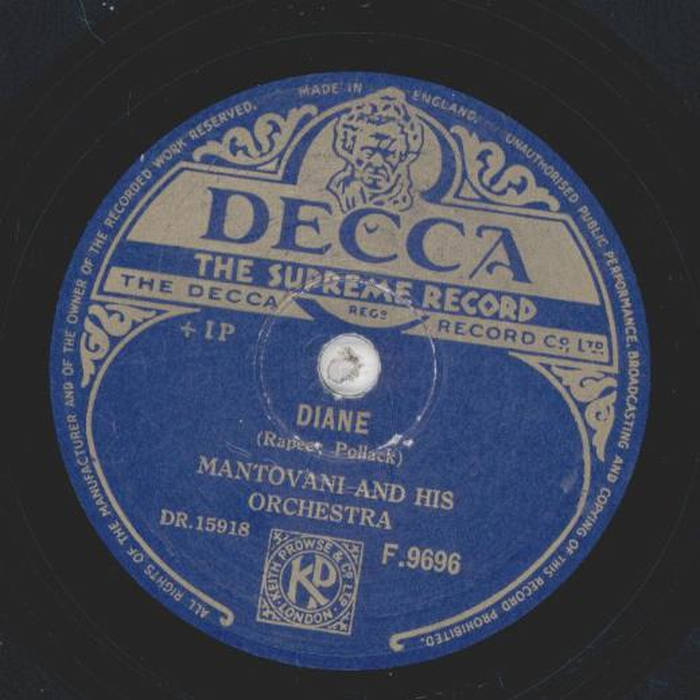 MADE IN ENGLAND.
UNAUTHORISED PUBLIC PERFORMANCE, BROADCASTING AND COPYING OF THIS RECORD PROHIBITED.
ALL RIGHTS OF THE MANUFACTURER AND OF THE OWNER OF THE RECORDED WORK RESERVED.
DECCA
THE SUPREME RECORD
THE DECCA REGD RECORD CO., LTD.
+ 1P
DIANE
(Rapee, Pollack)
MANTOVANI AND HIS
ORCHESTRA
DR.15918
F.9696
KEITH PROWSE & CO LTD
KP
LONDON